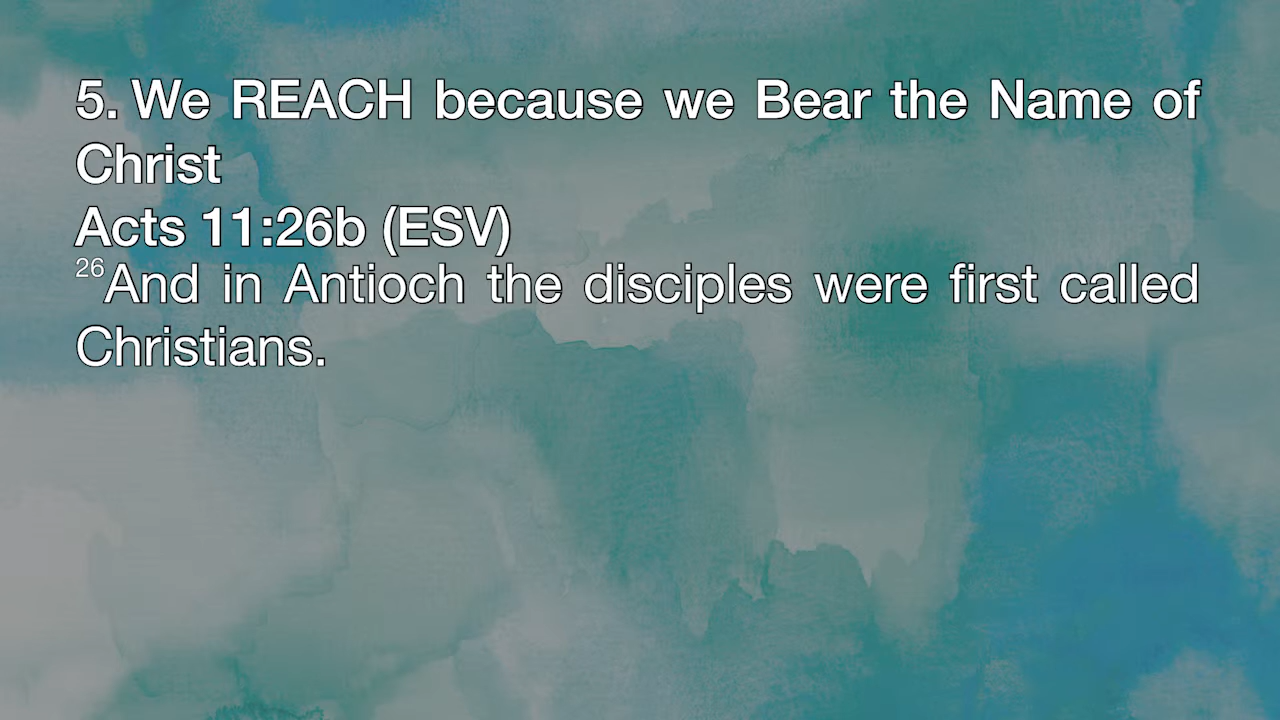 5. We REACH because we Bear the Name of
Christ
Acts 11:26b (ESV)
26And in Antioch the disciples were first called
Christians.